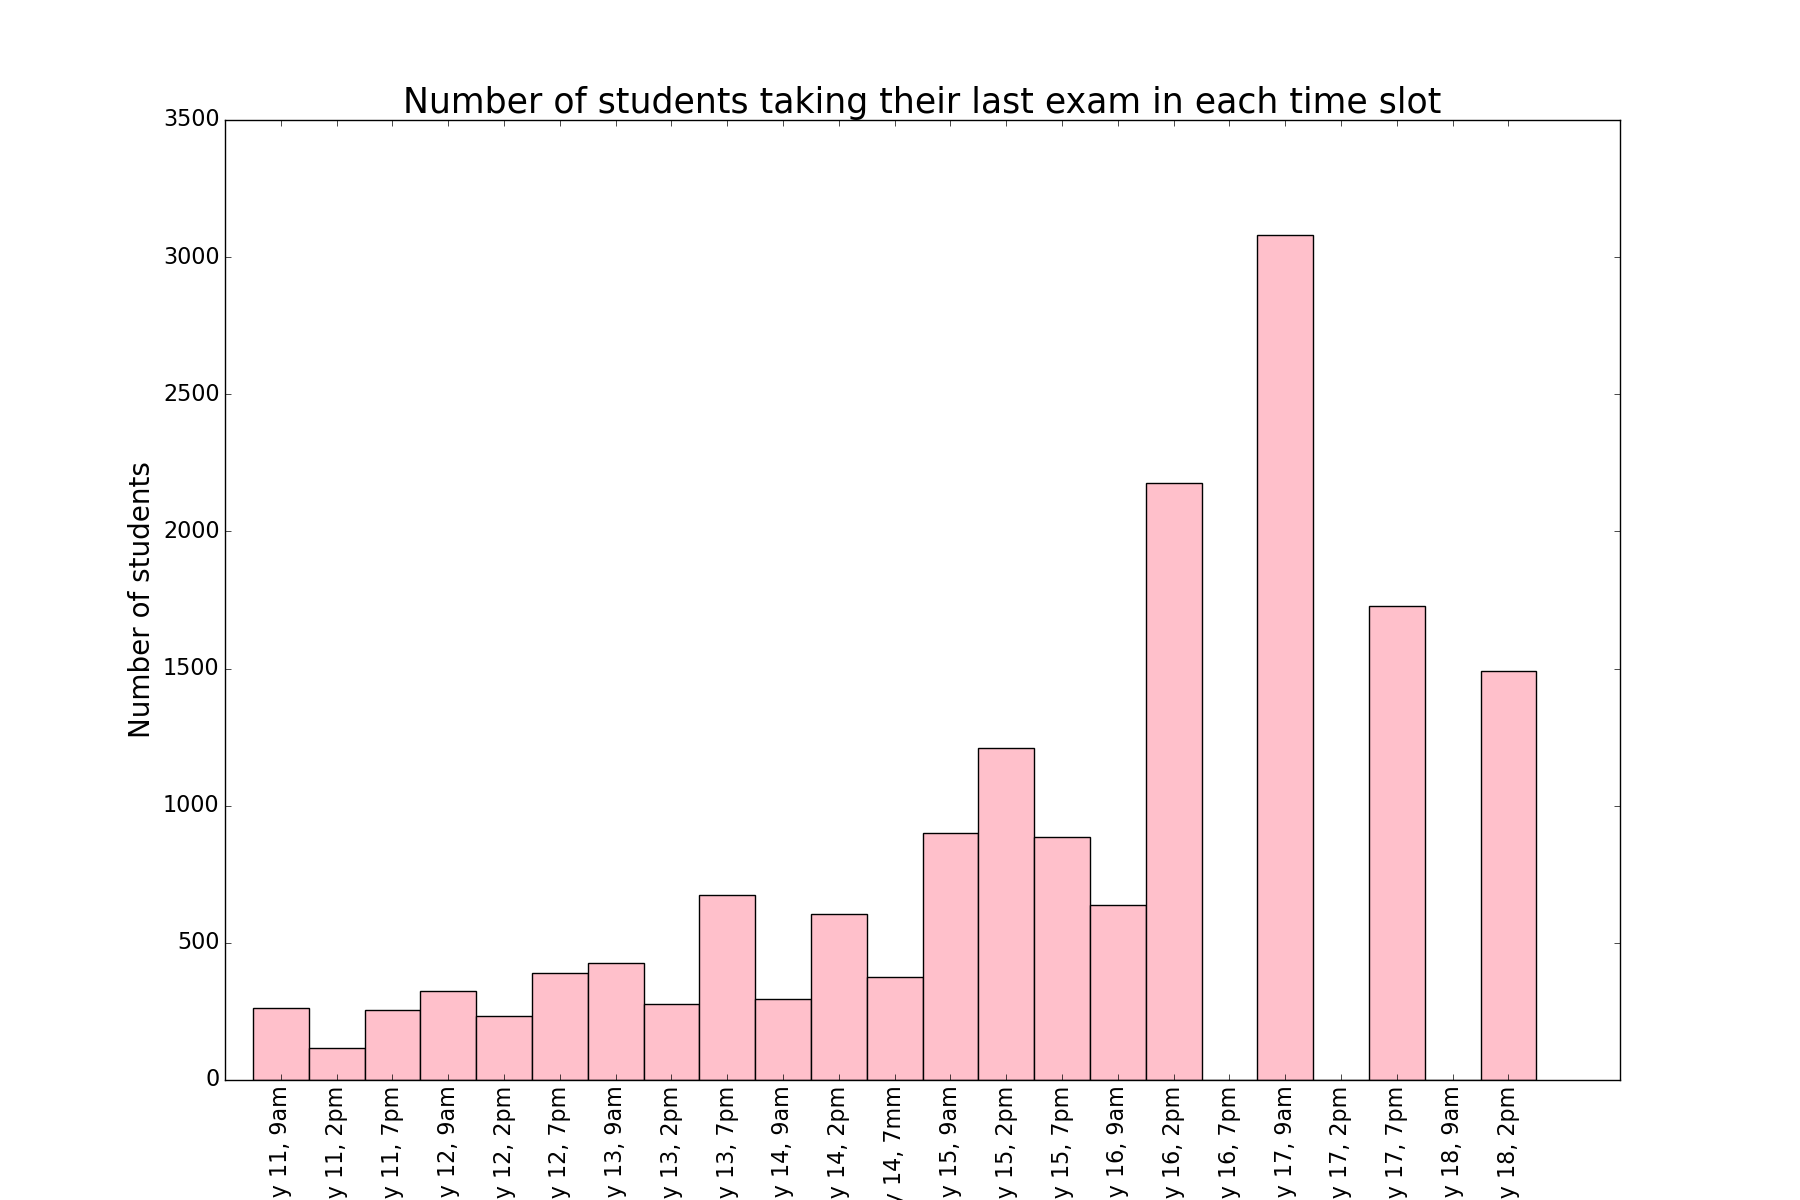 Number of students taking their last exam in each time slot
3500
3000
2500
2000
1500
1000
500
0
Number of students
y 11, 9am
y 11, 2pm
y 11, 7pm
y 12, 9am
y 12, 2pm
y 12, 7pm
y 13, 9am
y 13, 2pm
y 13, 7pm
y 14, 9am
y 14, 2pm
y 14, 7mm
y 15, 9am
y 15, 2pm
y 15, 7pm
y 16, 9am
y 16, 2pm
y 16, 7pm
y 17, 9am
y 17, 2pm
y 17, 7pm
y 18, 9am
y 18, 2pm